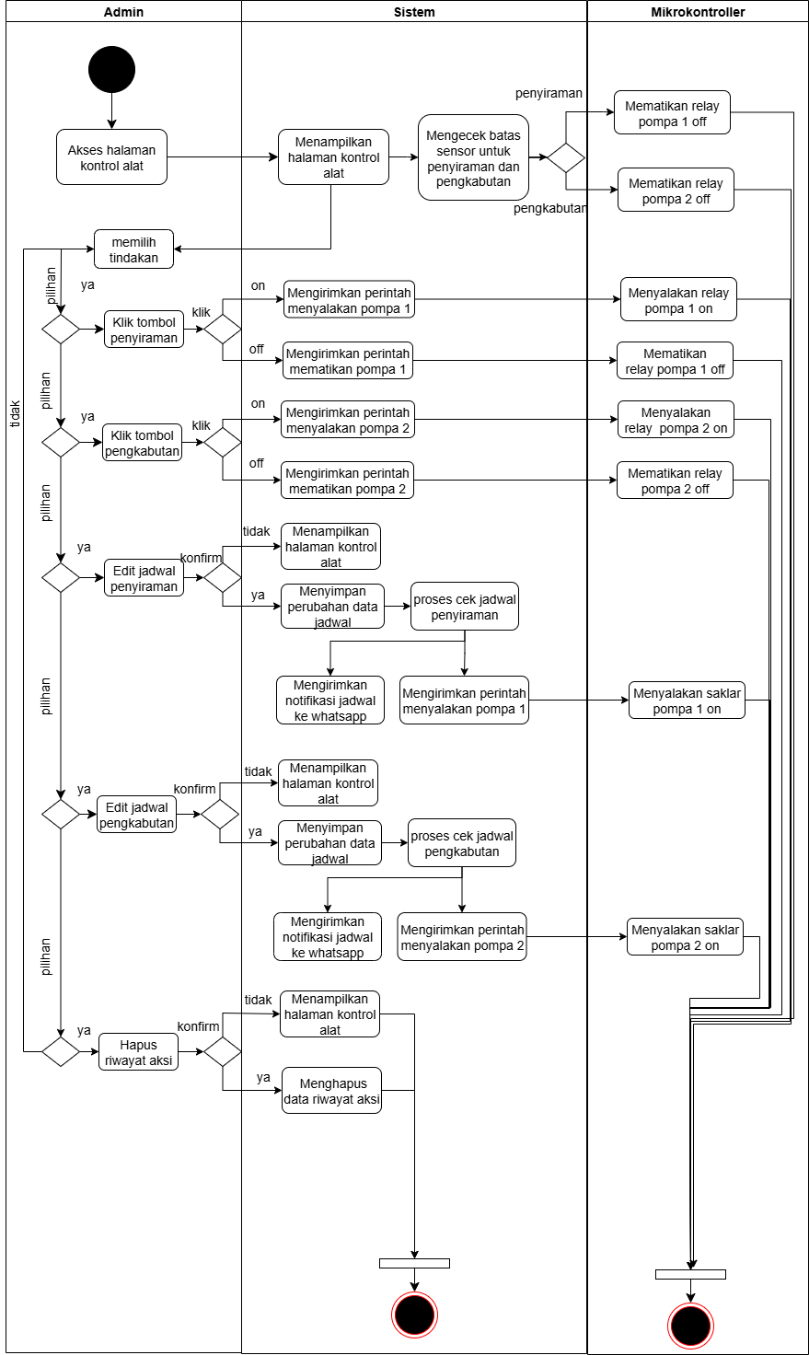 Admin
Sistem
Mikrokontroller
penyiraman
Mematikan relay
pompa 1 off
Akses halaman
kontrol alat
Menampilkan
halaman kontrol
alat
Mengecek batas
sensor untuk
penyiraman dan
pengkabutan
Mematikan relay
pompa 2 off
pengkabutan
memilih
tindakan
pilihan
ya
Klik tombol
penyiraman
klik
on
Mengirimkan perintah
menyalakan pompa 1
Menyalakan relay
pompa 1 on
off
Mengirimkan perintah
mematikan pompa 1
Mematikan
relay pompa 1 off
tidak
pilihan
ya
Klik tombol
pengkabutan
klik
on
Mengirimkan perintah
menyalakan pompa 2
Menyalakan
relay pompa 2 on
off
Mengirimkan perintah
mematikan pompa 2
Mematikan relay
pompa 2 off
pilihan
ya
Edit jadwal
penyiraman
konfirm
tidak
Menampilkan
halaman kontrol
alat
ya
Menyimpan
perubahan data
jadwal
proses cek jadwal
penyiraman
Mengirimkan
notifikasi jadwal
ke whatsapp
Mengirimkan perintah
menyalakan pompa 1
Menyalakan saklar
pompa 1 on
pilihan
ya
Edit jadwal
pengkabutan
konfirm
tidak
Menampilkan
halaman kontrol
alat
ya
Menyimpan
perubahan data
jadwal
proses cek jadwal
pengkabutan
Mengirimkan
notifikasi jadwal
ke whatsapp
Mengirimkan perintah
menyalakan pompa 2
Menyalakan saklar
pompa 2 on
pilihan
ya
Hapus
riwayat aksi
konfirm
tidak
Menampilkan
halaman kontrol
alat
ya
Menghapus
data riwayat aksi